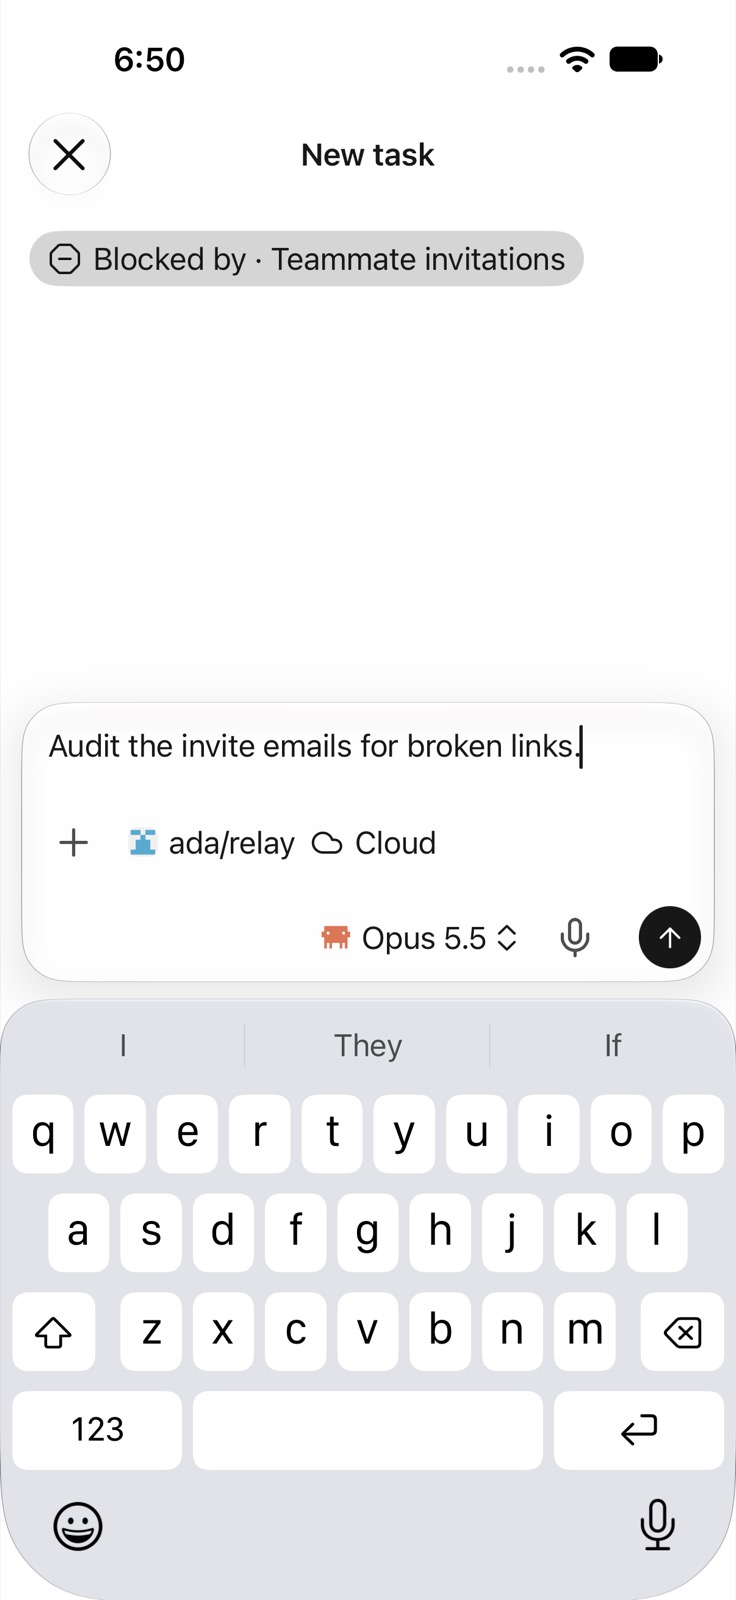 6:50
New task
Blocked by · Teammate invitations
Audit the invite emails for broken links.
ada/relay Cloud
Opus 5.5
I They If
q w e r t y u i o p
a s d f g h j k l
z x c v b n m
123